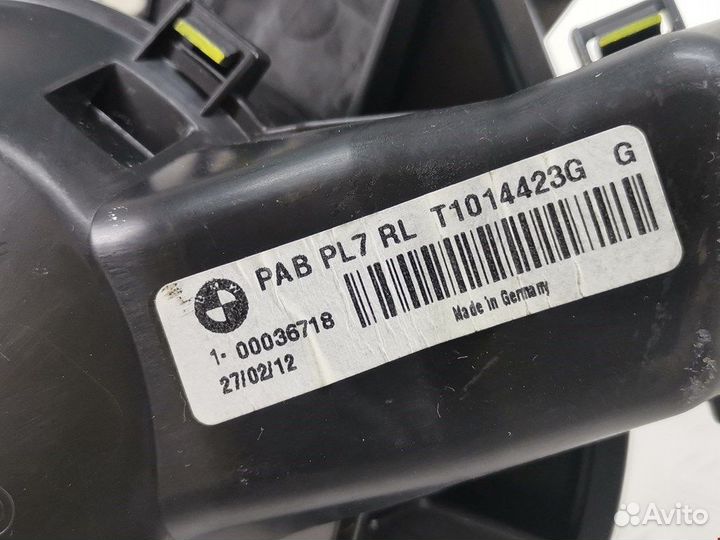 PAB PL7 RL T1014423G G
1- 00036718
27/02/12
Made in Germany
Avito